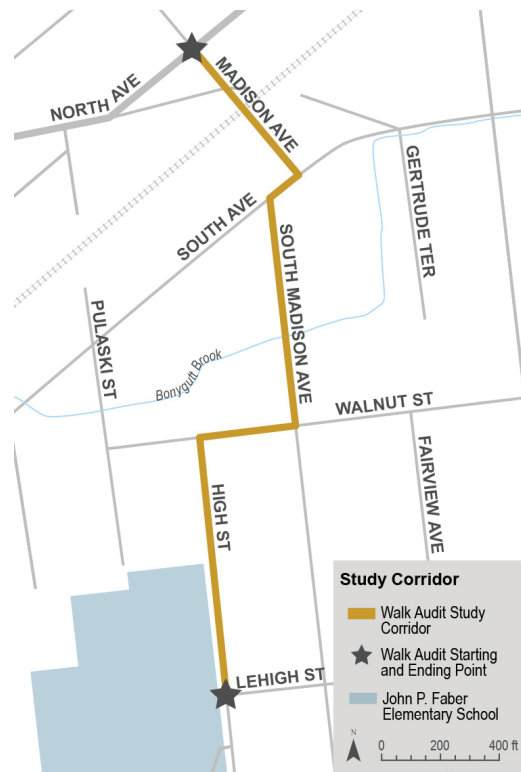 MADISON AVE
NORTH AVE
SOUTH AVE
GERTRUDE TER
SOUTH MADISON AVE
PULASKI ST
Bonygutt Brook
WALNUT ST
FAIRVIEW AVE
HIGH ST
LEHIGH ST
Study Corridor
Walk Audit Study
Corridor
Walk Audit Starting
and Ending Point
John P. Faber
Elementary School
N
0 200 400 ft